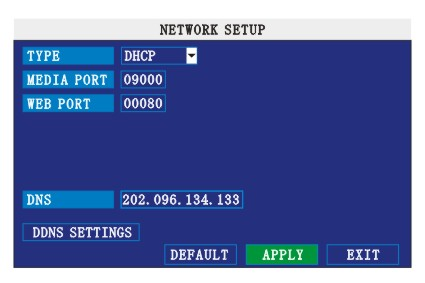 NETWORK SETUP
TYPE DHCP
MEDIA PORT 09000
WEB PORT 00080
DNS 202.096.134.133
DDNS SETTINGS
DEFAULT APPLY EXIT